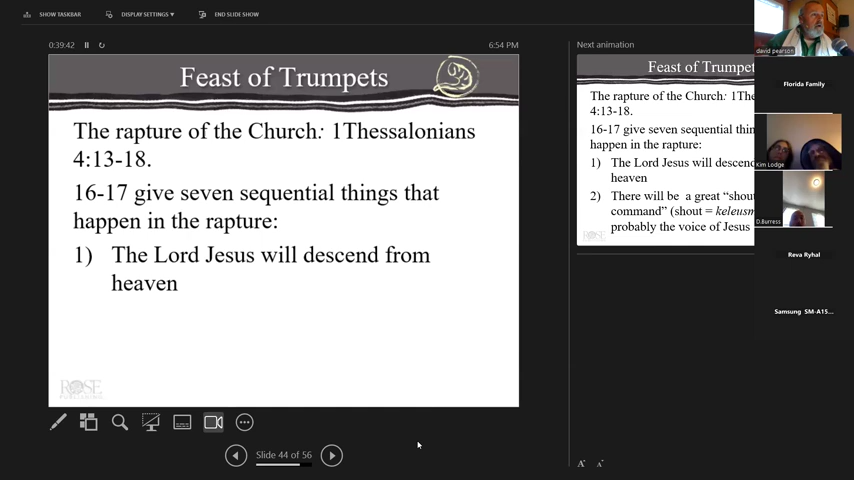 SHOW TASKBAR
DISPLAY SETTINGS
END SLIDE SHOW
0:39:42
6:54 PM
Feast of Trumpets
The rapture of the Church: 1Thessalonians
4:13-18.
16-17 give seven sequential things that
happen in the rapture:
1) The Lord Jesus will descend from
heaven
ROSE
Slide 44 of 56
Next animation
Feast of Trumpet
The rapture of the Church: 1The
4:13-18.
16-17 give seven sequential thin
happen in the rapture:
1) The Lord Jesus will descend
heaven
2) There will be a great “shou
command” (shout = keleusm
probably the voice of Jesus
ROSE
A A
david pearson
Florida Family
Kim Lodge
D.Burress
Reva Ryhal
Samsung SM-A15...